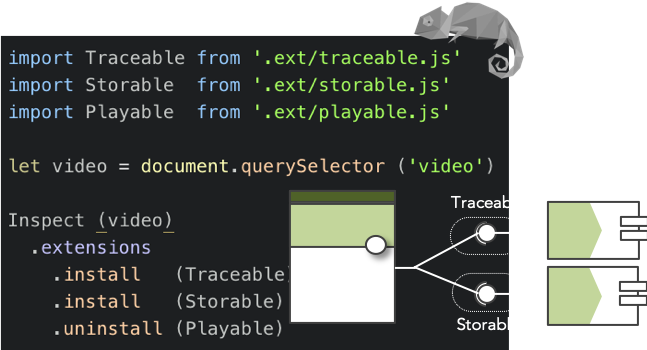 import Traceable from '.ext/traceable.js'
import Storable  from '.ext/storable.js'
import Playable  from '.ext/playable.js'
let video = document.querySelector ('video')
Inspect (video)
.extensions
.install   (Traceable)
.install   (Storable)
.uninstall (Playable)
Traceab
Storabl